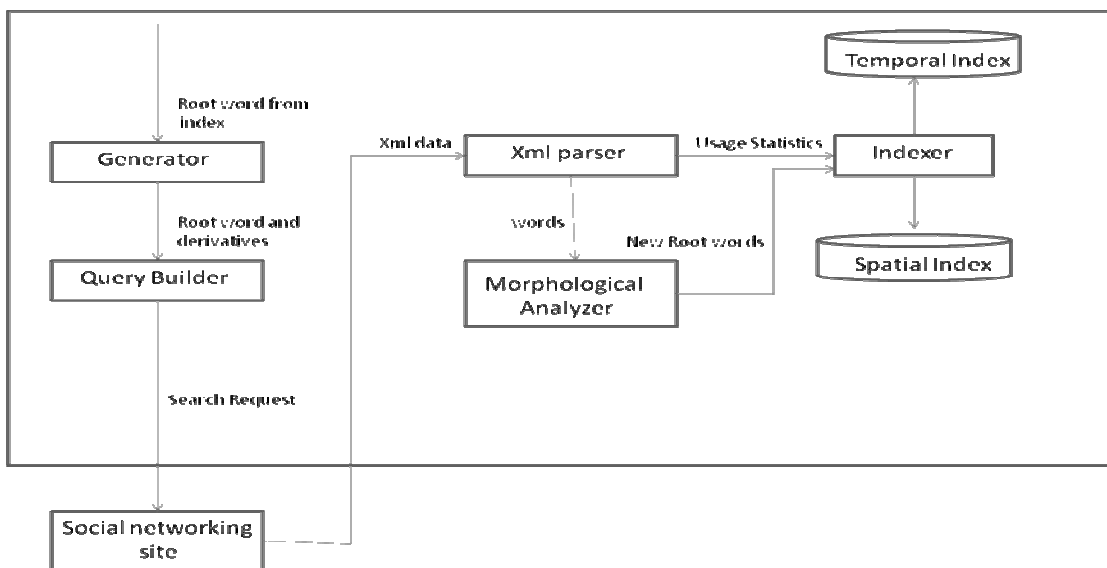 Temporal Index
Root word from
index
Generator
Xml data
Xml parser
Usage Statistics
Indexer
Root word and
derivatives
words
New Root words
Query Builder
Morphological
Analyzer
Spatial Index
Search Request
Social networking
site